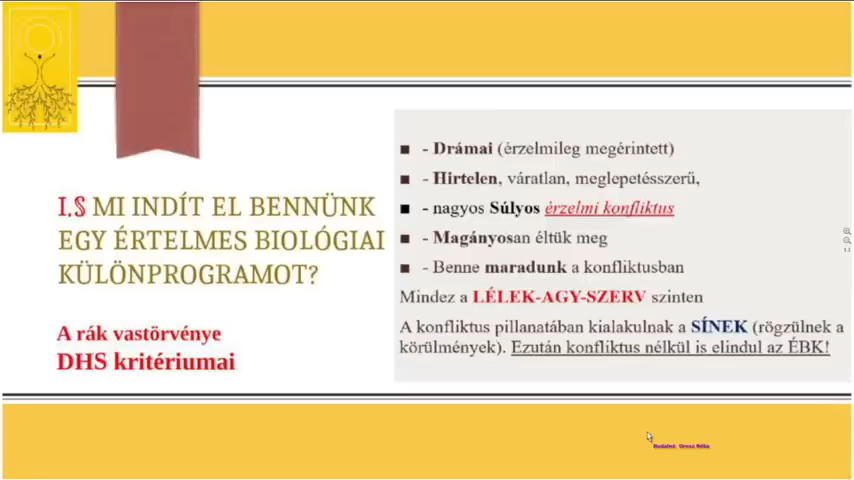 I.S MI INDÍT EL BENNÜNK
EGY ÉRTELMES BIOLÓGIAI
KÜLÖNPROGRAMOT?
A rák vastörvénye
DHS kritériumai
- Drámai (érzelmileg megérintett)
- Hirtelen, váratlan, meglepetésszerű,
- nagyos Súlyos érzelmi konfliktus
- Magányosan éltük meg
- Benne maradunk a konfliktusban
Mindez a LÉLEK-AGY-SZERV szinten
A konfliktus pillanatában kialakulnak a SÍNEK (rögzülnek a
körülmények). Ezután konfliktus nélkül is elindul az ÉBK!